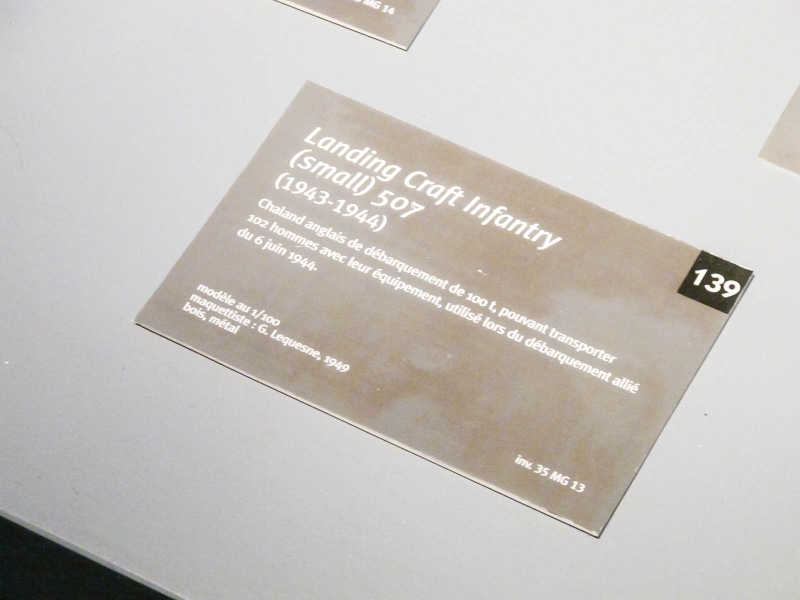 MG 14
Landing Craft Infantry
(small) 507
(1943-1944)
139
Chaland anglais de débarquement de 100 t, pouvant transporter
102 hommes avec leur équipement, utilisé lors du débarquement allié
du 6 juin 1944.
modèle au 1/100
maquettiste : G. Lequesne, 1949
bois, métal
inv. 35 MG 13